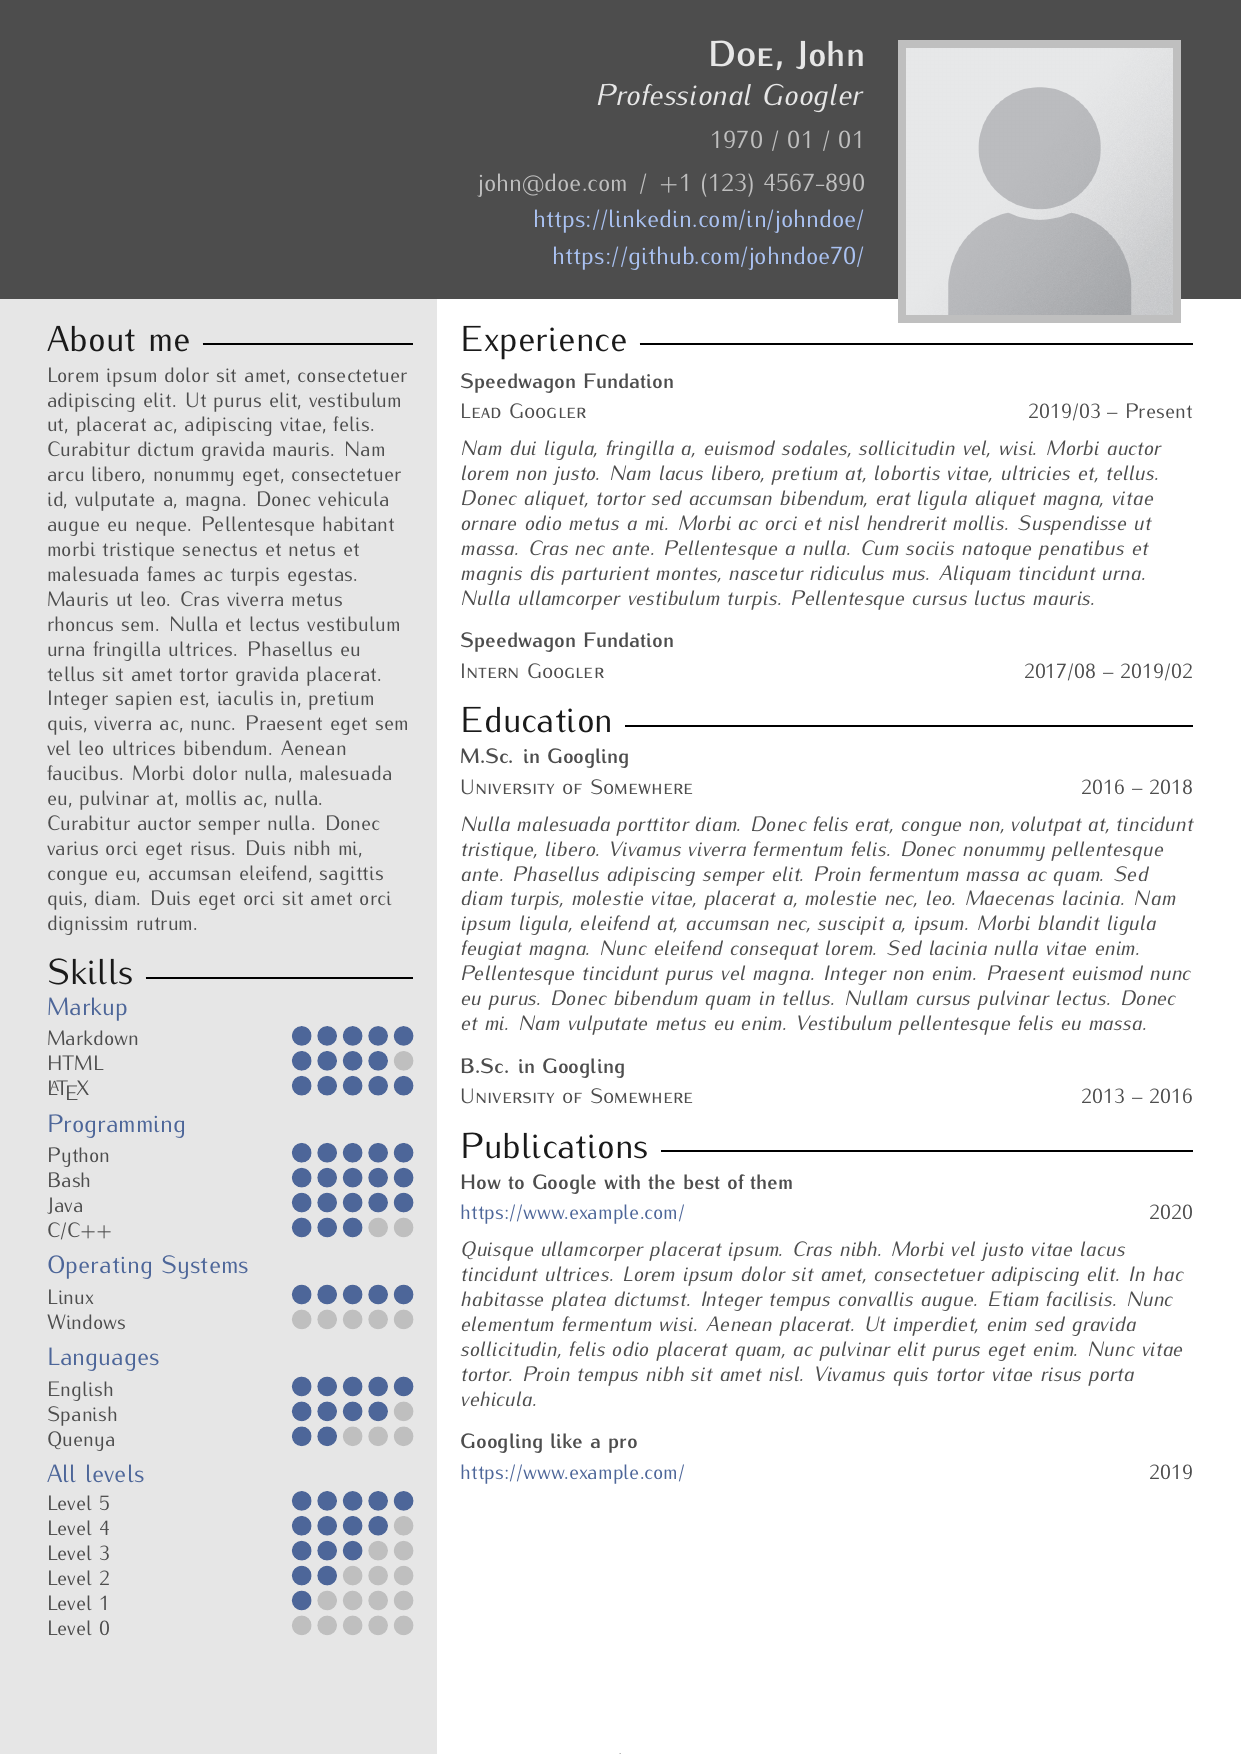 Doe, John
Professional Googler
1970 / 01 / 01
john@doe.com / +1 (123) 4567-890
https://linkedin.com/in/johndoe/
https://github.com/johndoe70/
About me
Lorem ipsum dolor sit amet, consectetuer
adipiscing elit. Ut purus elit, vestibulum
ut, placerat ac, adipiscing vitae, felis.
Curabitur dictum gravida mauris. Nam
arcu libero, nonummy eget, consectetuer
id, vulputate a, magna. Donec vehicula
augue eu neque. Pellentesque habitant
morbi tristique senectus et netus et
malesuada fames ac turpis egestas.
Mauris ut leo. Cras viverra metus
rhoncus sem. Nulla et lectus vestibulum
urna fringilla ultrices. Phasellus eu
tellus sit amet tortor gravida placerat.
Integer sapien est, iaculis in, pretium
quis, viverra ac, nunc. Praesent eget sem
vel leo ultrices bibendum. Aenean
faucibus. Morbi dolor nulla, malesuada
eu, pulvinar at, mollis ac, nulla.
Curabitur auctor semper nulla. Donec
varius orci eget risus. Duis nibh mi,
congue eu, accumsan eleifend, sagittis
quis, diam. Duis eget orci sit amet orci
dignissim rutrum.
Skills
Markup
Markdown
HTML
LATEX
Programming
Python
Bash
Java
C/C++
Operating Systems
Linux
Windows
Languages
English
Spanish
Quenya
All levels
Level 5
Level 4
Level 3
Level 2
Level 1
Level 0
Experience
Speedwagon Fundation
Lead Googler 2019/03 – Present
Nam dui ligula, fringilla a, euismod sodales, sollicitudin vel, wisi. Morbi auctor
lorem non justo. Nam lacus libero, pretium at, lobortis vitae, ultricies et, tellus.
Donec aliquet, tortor sed accumsan bibendum, erat ligula aliquet magna, vitae
ornare odio metus a mi. Morbi ac orci et nisl hendrerit mollis. Suspendisse ut
massa. Cras nec ante. Pellentesque a nulla. Cum sociis natoque penatibus et
magnis dis parturient montes, nascetur ridiculus mus. Aliquam tincidunt urna.
Nulla ullamcorper vestibulum turpis. Pellentesque cursus luctus mauris.
Speedwagon Fundation
Intern Googler 2017/08 – 2019/02
Education
M.Sc. in Googling
University of Somewhere 2016 – 2018
Nulla malesuada porttitor diam. Donec felis erat, congue non, volutpat at, tincidunt
tristique, libero. Vivamus viverra fermentum felis. Donec nonummy pellentesque
ante. Phasellus adipiscing semper elit. Proin fermentum massa ac quam. Sed
diam turpis, molestie vitae, placerat a, molestie nec, leo. Maecenas lacinia. Nam
ipsum ligula, eleifend at, accumsan nec, suscipit a, ipsum. Morbi blandit ligula
feugiat magna. Nunc eleifend consequat lorem. Sed lacinia nulla vitae enim.
Pellentesque tincidunt purus vel magna. Integer non enim. Praesent euismod nunc
eu purus. Donec bibendum quam in tellus. Nullam cursus pulvinar lectus. Donec
et mi. Nam vulputate metus eu enim. Vestibulum pellentesque felis eu massa.
B.Sc. in Googling
University of Somewhere 2013 – 2016
Publications
How to Google with the best of them
https://www.example.com/ 2020
Quisque ullamcorper placerat ipsum. Cras nibh. Morbi vel justo vitae lacus
tincidunt ultrices. Lorem ipsum dolor sit amet, consectetuer adipiscing elit. In hac
habitasse platea dictumst. Integer tempus convallis augue. Etiam facilisis. Nunc
elementum fermentum wisi. Aenean placerat. Ut imperdiet, enim sed gravida
sollicitudin, felis odio placerat quam, ac pulvinar elit purus eget enim. Nunc vitae
tortor. Proin tempus nibh sit amet nisl. Vivamus quis tortor vitae risus porta
vehicula.
Googling like a pro
https://www.example.com/ 2019